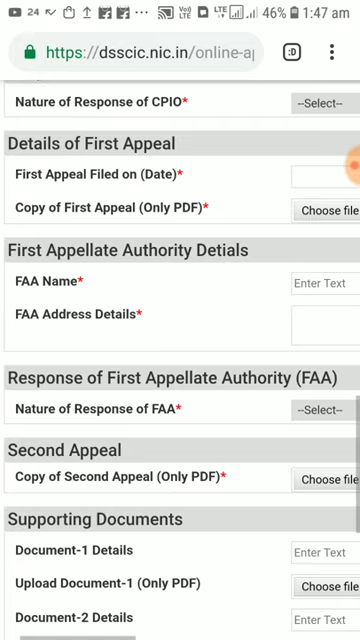 24 Vo) LTE LTE 46% 1:47 am
https://dsscic.nic.in/online-a :D
Nature of Response of CPIO* --Select--
Details of First Appeal
First Appeal Filed on (Date)*
Copy of First Appeal (Only PDF)* Choose file
First Appellate Authority Detials
FAA Name* Enter Text
FAA Address Details*
Response of First Appellate Authority (FAA)
Nature of Response of FAA* --Select--
Second Appeal
Copy of Second Appeal (Only PDF)* Choose file
Supporting Documents
Document-1 Details Enter Text
Upload Document-1 (Only PDF) Choose file
Document-2 Details Enter Text